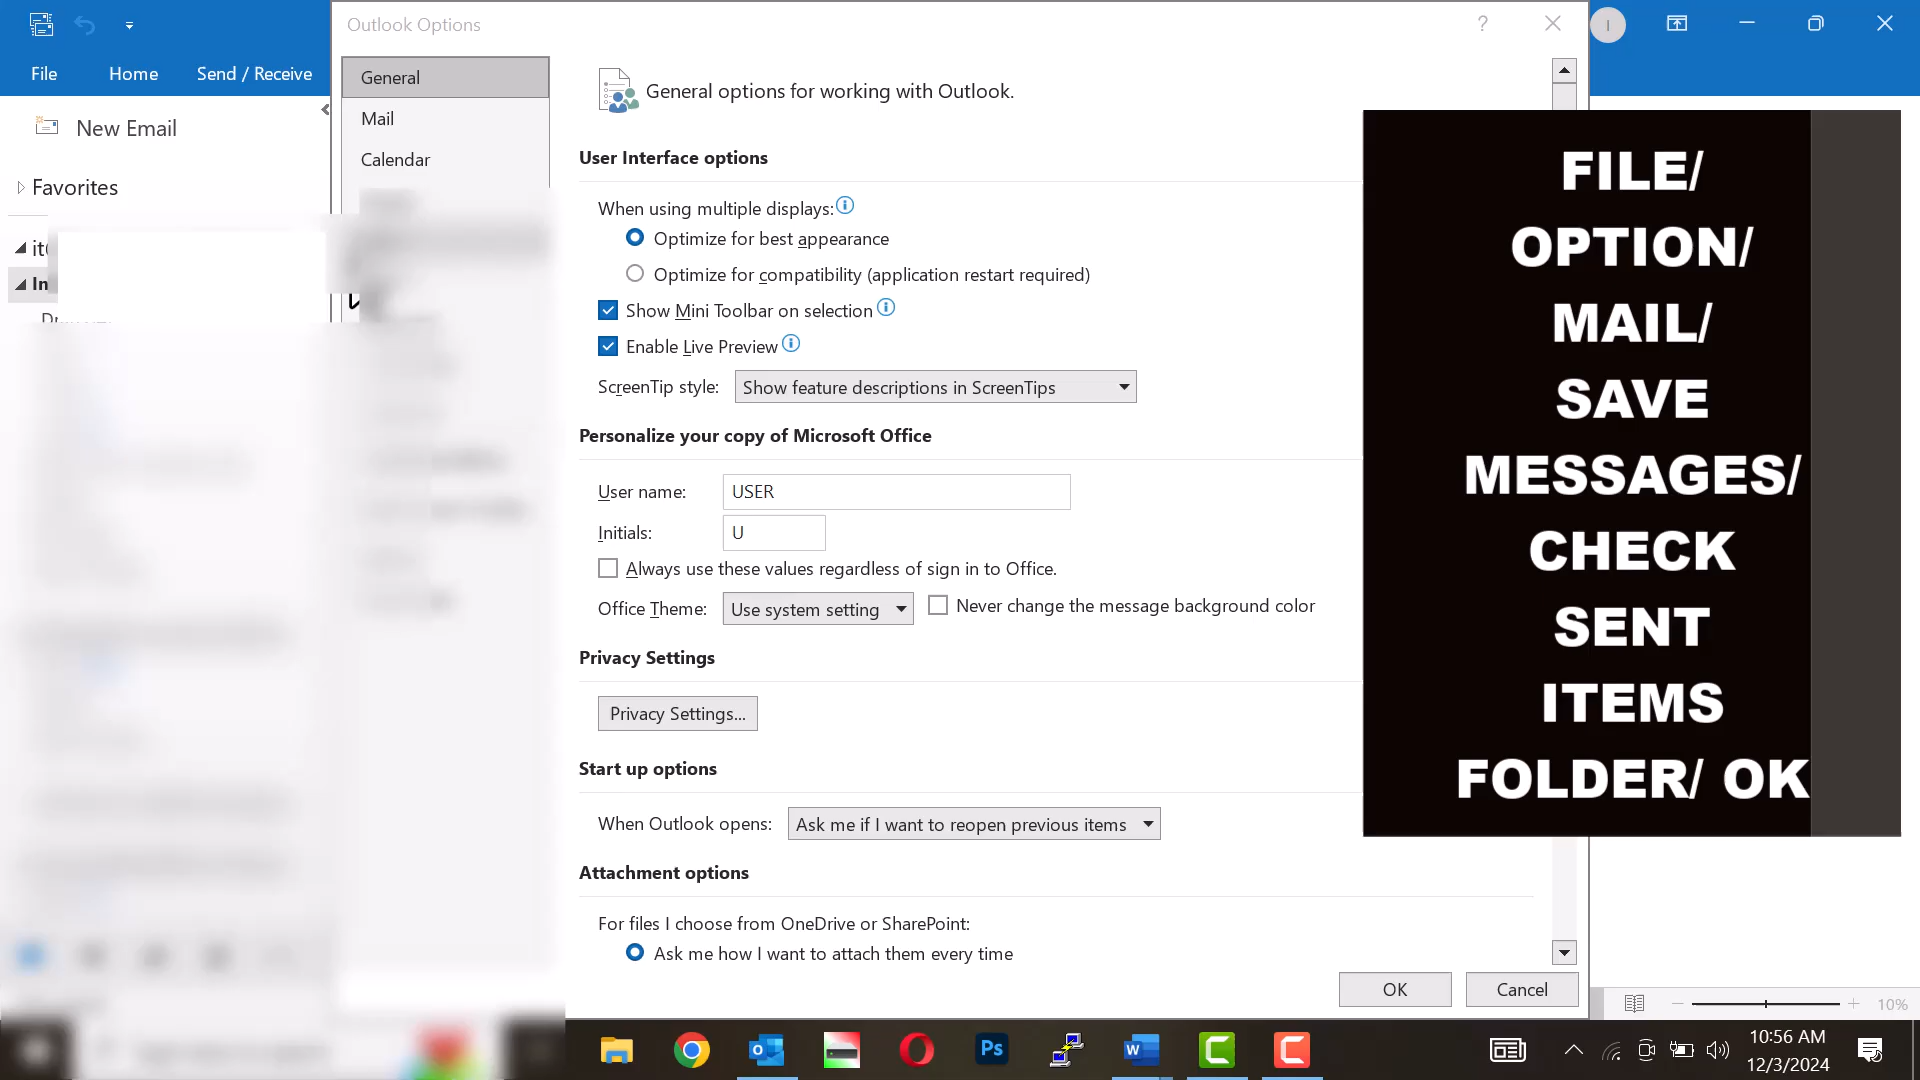 Outlook Options
File
Home
Send / Receive
New Email
Favorites
General
Mail
Calendar
General options for working with Outlook.
User Interface options
When using multiple displays:
Optimize for best appearance
Optimize for compatibility (application restart required)
Show Mini Toolbar on selection
Enable Live Preview
ScreenTip style: Show feature descriptions in ScreenTips
Personalize your copy of Microsoft Office
User name: USER
Initials: U
Always use these values regardless of sign in to Office.
Office Theme: Use system setting Never change the message background color
Privacy Settings
Privacy Settings...
Start up options
When Outlook opens: Ask me if I want to reopen previous items
Attachment options
For files I choose from OneDrive or SharePoint:
Ask me how I want to attach them every time
OK
Cancel
FILE/
OPTION/
MAIL/
SAVE
MESSAGES/
CHECK
SENT
ITEMS
FOLDER/ OK
10%
Ps
10:56 AM
12/3/2024